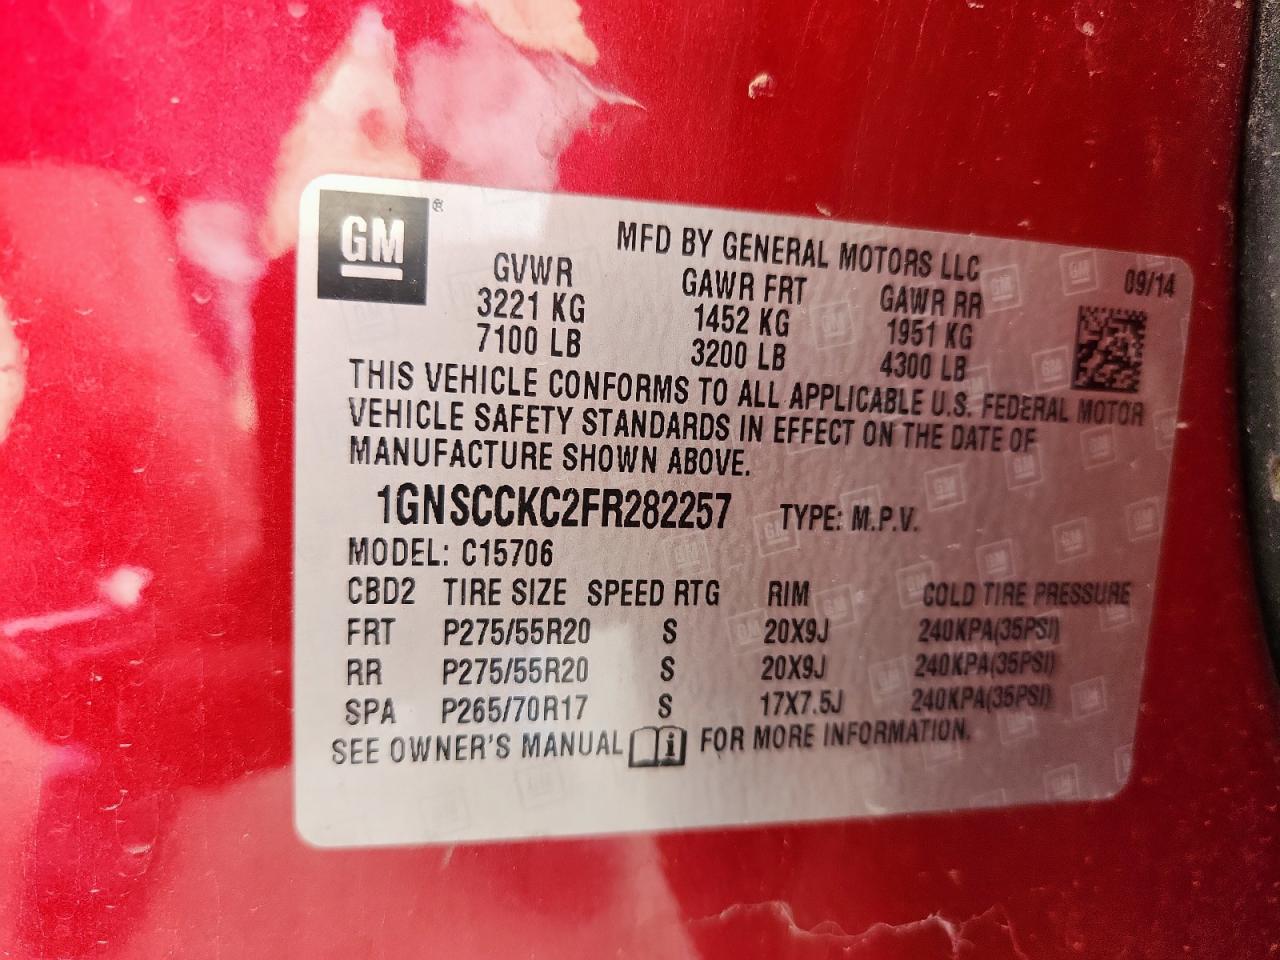 GM ®
MFD BY GENERAL MOTORS LLC
09/14
GVWR GAWR FRT GAWR RR
3221 KG 1452 KG 1951 KG
7100 LB 3200 LB 4300 LB
THIS VEHICLE CONFORMS TO ALL APPLICABLE U.S. FEDERAL MOTOR
VEHICLE SAFETY STANDARDS IN EFFECT ON THE DATE OF
MANUFACTURE SHOWN ABOVE.
1GNSCCKC2FR282257 TYPE: M.P.V.
MODEL: C15706
CBD2 TIRE SIZE SPEED RTG RIM COLD TIRE PRESSURE
FRT P275/55R20 S 20X9J 240KPA(35PSI)
RR P275/55R20 S 20X9J 240KPA(35PSI)
SPA P265/70R17 S 17X7.5J 240KPA(35PSI)
SEE OWNER'S MANUAL i FOR MORE INFORMATION.